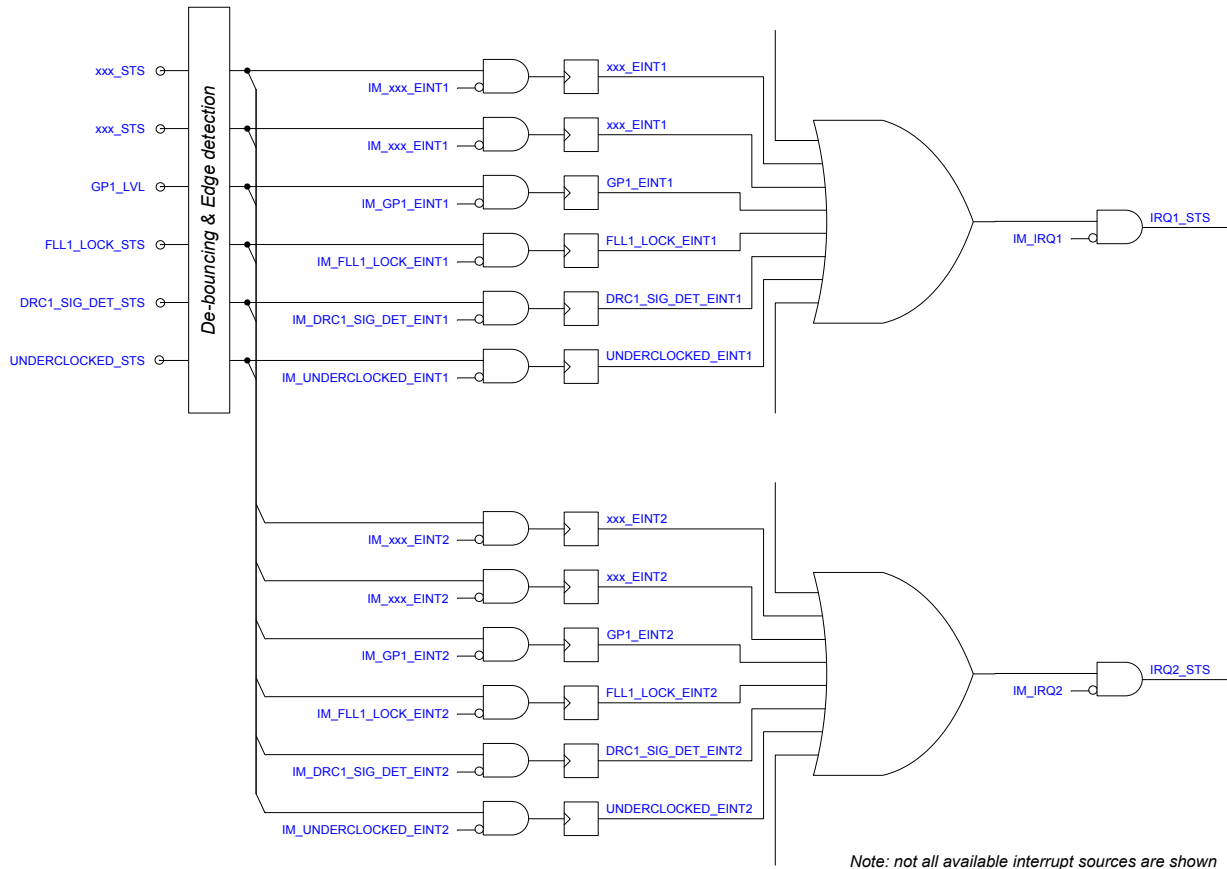 De-bouncing & Edge detection
xxx_STS
xxx_STS
GP1_LVL
FLL1_LOCK_STS
DRC1_SIG_DET_STS
UNDERCLOCKED_STS
IM_xxx_EINT1
xxx_EINT1
IM_xxx_EINT1
xxx_EINT1
IM_GP1_EINT1
GP1_EINT1
IM_FLL1_LOCK_EINT1
FLL1_LOCK_EINT1
IM_DRC1_SIG_DET_EINT1
DRC1_SIG_DET_EINT1
IM_UNDERCLOCKED_EINT1
UNDERCLOCKED_EINT1
IM_IRQ1
IRQ1_STS
IM_xxx_EINT2
xxx_EINT2
IM_xxx_EINT2
xxx_EINT2
IM_GP1_EINT2
GP1_EINT2
IM_FLL1_LOCK_EINT2
FLL1_LOCK_EINT2
IM_DRC1_SIG_DET_EINT2
DRC1_SIG_DET_EINT2
IM_UNDERCLOCKED_EINT2
UNDERCLOCKED_EINT2
IM_IRQ2
IRQ2_STS
Note: not all available interrupt sources are shown